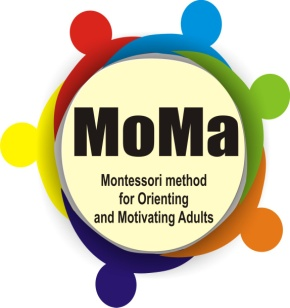 MoMa
Montessori method
for Orienting
and Motivating Adults